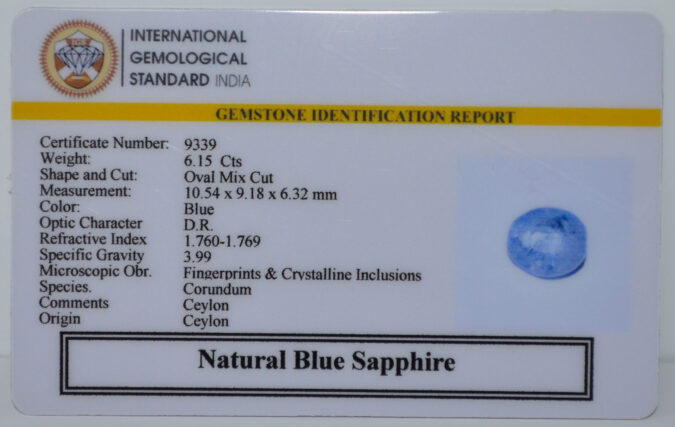 INTERNATIONAL
GEMOLOGICAL
STANDARD INDIA
GEMSTONE IDENTIFICATION REPORT
Certificate Number: 9339
Weight: 6.15 Cts
Shape and Cut: Oval Mix Cut
Measurement: 10.54 x 9.18 x 6.32 mm
Color: Blue
Optic Character D.R.
Refractive Index 1.760-1.769
Specific Gravity 3.99
Microscopic Obr. Fingerprints & Crystalline Inclusions
Species. Corundum
Comments Ceylon
Origin Ceylon
Natural Blue Sapphire